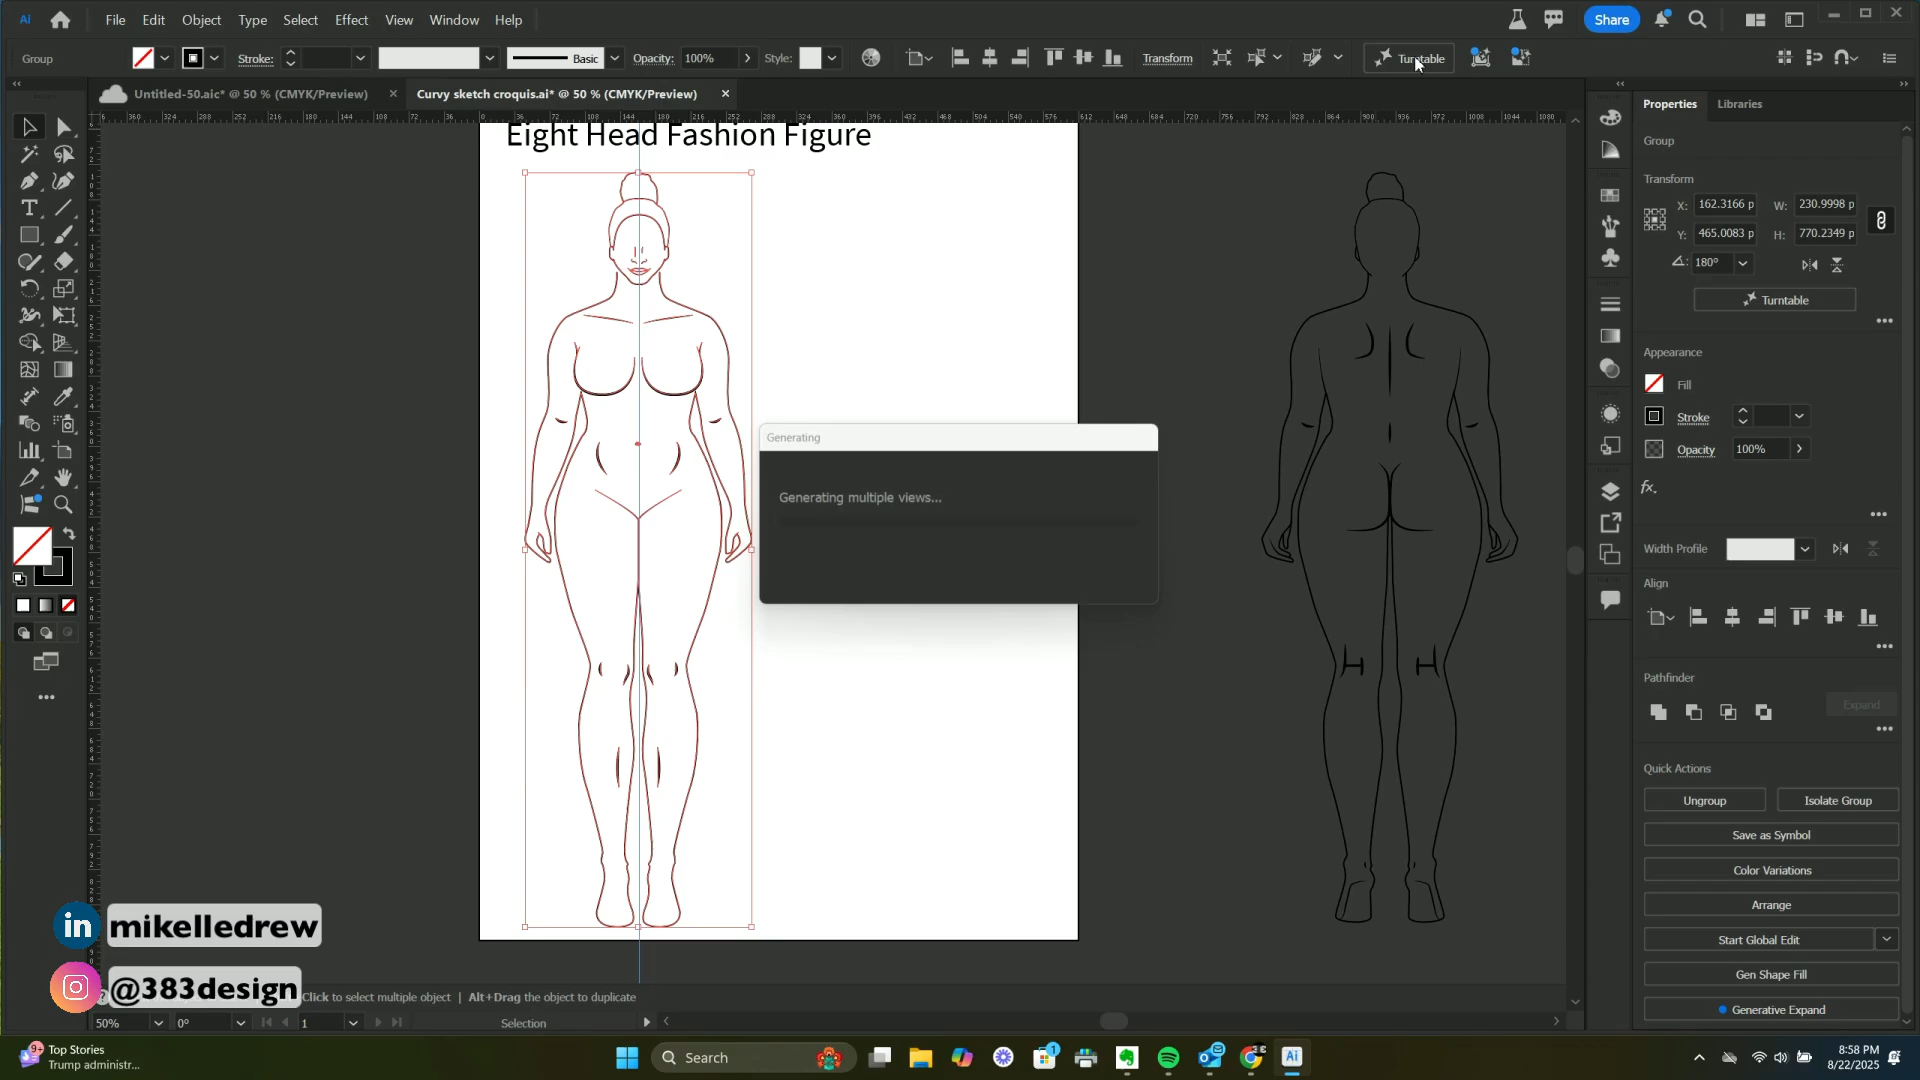 Ai
File Edit Object Type Select Effect View Window Help
Share
Group
Stroke:
Basic
Opacity: 100%
Style:
Transform
Turntable
Untitled-50.aic* @ 50 % (CMYK/Preview)
Curvy sketch croquis.ai* @ 50 % (CMYK/Preview)
Eight Head Fashion Figure
Generating
Generating multiple views...
Properties Libraries
Group
Transform
X: 162.3166 p W: 230.9998 p
Y: 465.0083 p H: 770.2349 p
180°
Turntable
Appearance
Fill
Stroke
Opacity 100%
fx.
Width Profile
Align
Pathfinder
Expand
Quick Actions
Ungroup Isolate Group
Save as Symbol
Color Variations
Arrange
Start Global Edit
Gen Shape Fill
Generative Expand
in mikelledrew
@383design
Click to select multiple object | Alt+Drag the object to duplicate
50% 0° 1 Selection
9+ Top Stories
Trump administr...
Search
1
Ai
8:58 PM
8/22/2025